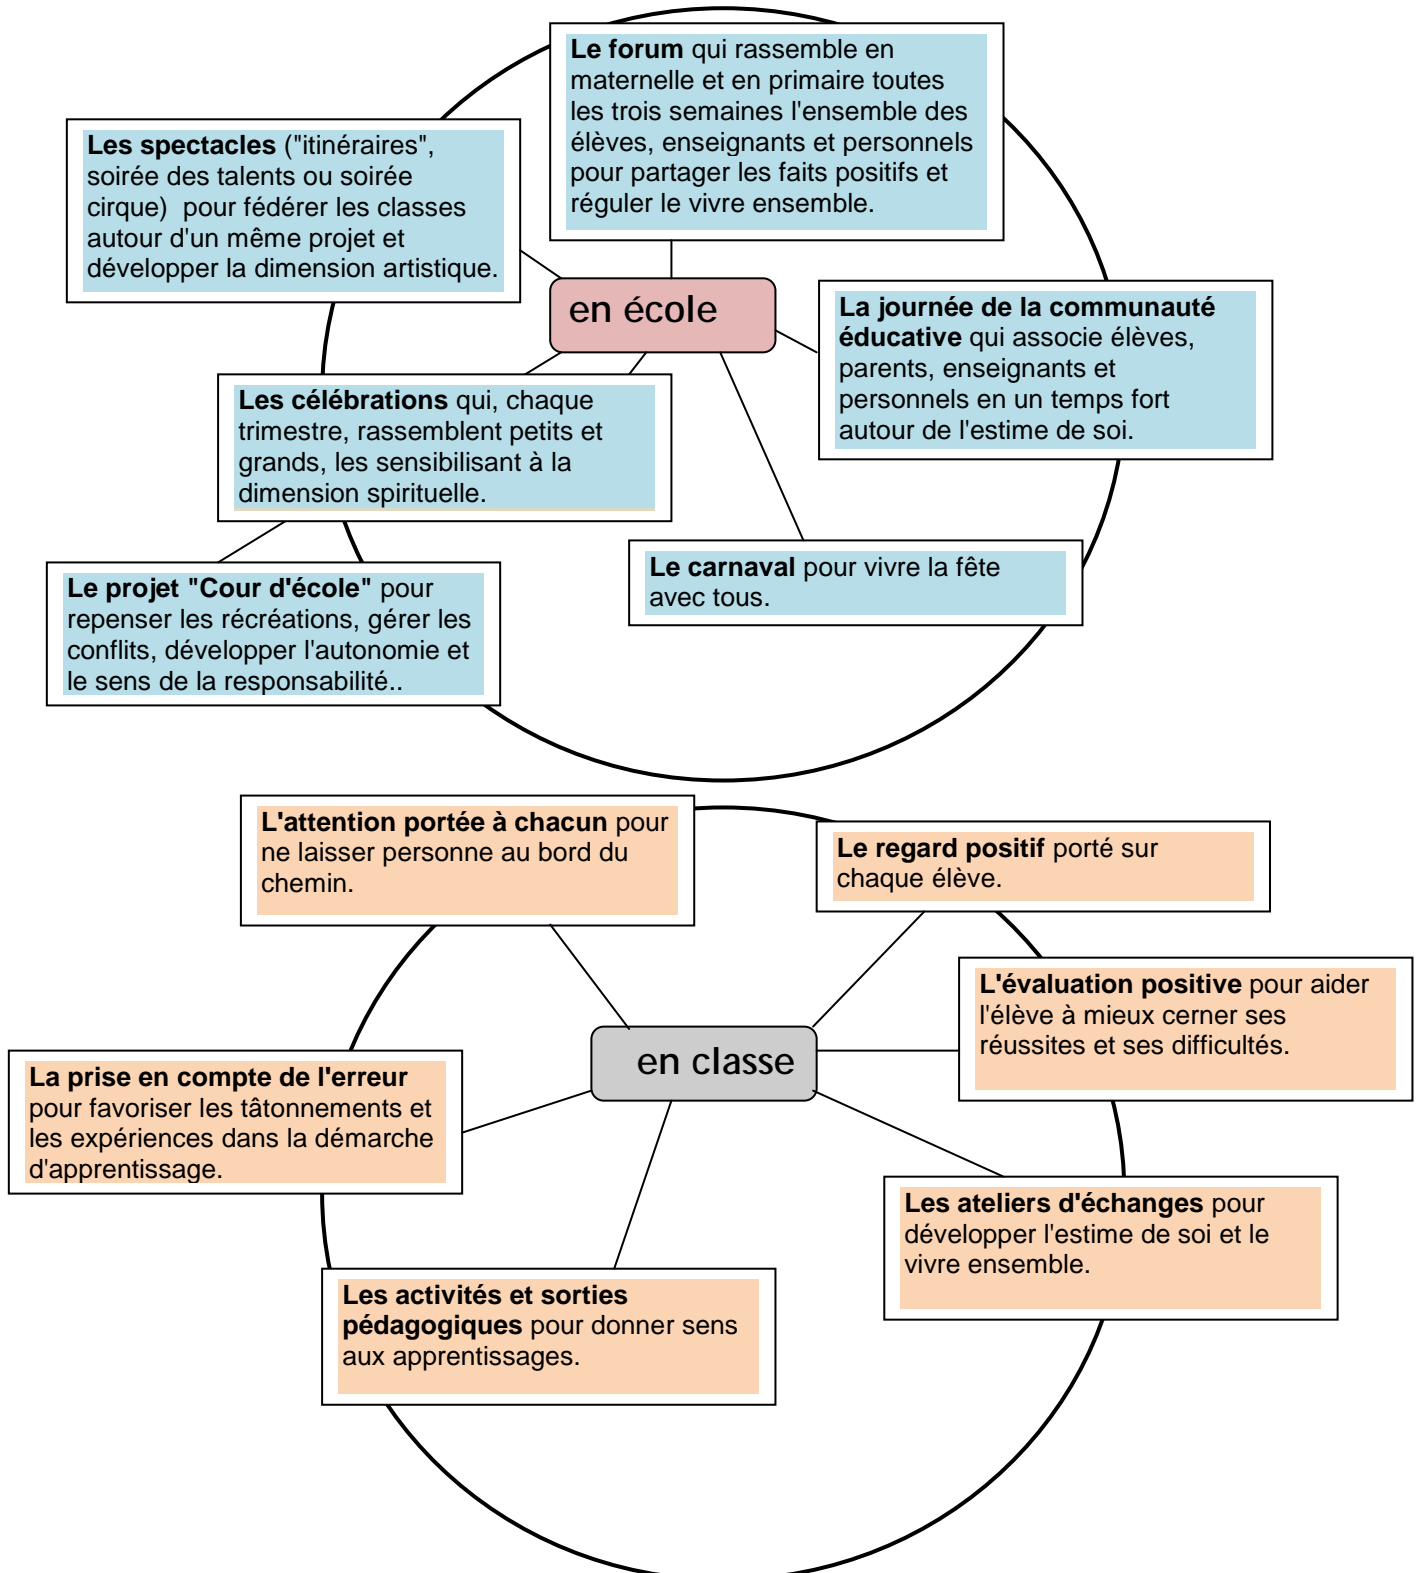 Le forum qui rassemble en
maternelle et en primaire toutes
les trois semaines l'ensemble des
élèves, enseignants et personnels
pour partager les faits positifs et
réguler le vivre ensemble.
Les spectacles ("itinéraires",
soirée des talents ou soirée
cirque) pour fédérer les classes
autour d'un même projet et
développer la dimension artistique.
en école
La journée de la communauté
éducative qui associe élèves,
parents, enseignants et
personnels en un temps fort
autour de l'estime de soi.
Les célébrations qui, chaque
trimestre, rassemblent petits et
grands, les sensibilisant à la
dimension spirituelle.
Le carnaval pour vivre la fête
avec tous.
Le projet "Cour d'école" pour
repenser les récréations, gérer les
conflits, développer l'autonomie et
le sens de la responsabilité..
L'attention portée à chacun pour
ne laisser personne au bord du
chemin.
Le regard positif porté sur
chaque élève.
L'évaluation positive pour aider
l'élève à mieux cerner ses
réussites et ses difficultés.
en classe
La prise en compte de l'erreur
pour favoriser les tâtonnements et
les expériences dans la démarche
d'apprentissage.
Les ateliers d'échanges pour
développer l'estime de soi et le
vivre ensemble.
Les activités et sorties
pédagogiques pour donner sens
aux apprentissages.